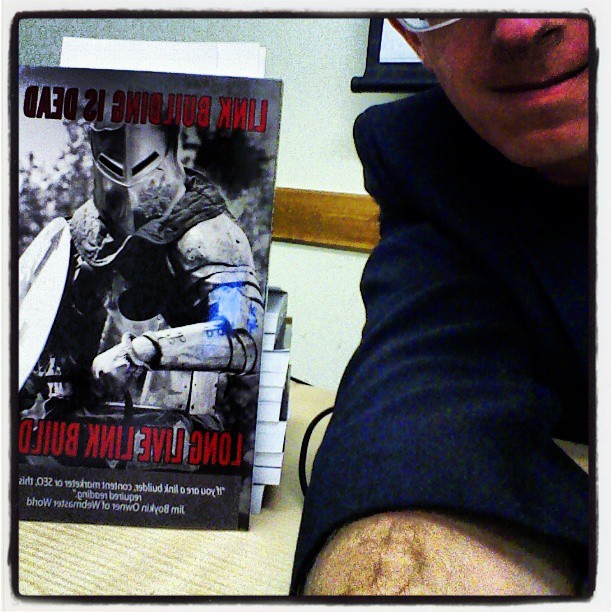 LINK BUILDING IS DEAD
LONG LIVE LINK BUILD
"If you are a link builder, content marketer or SEO, this
required reading"
Jim Boykin Owner of Webmaster World